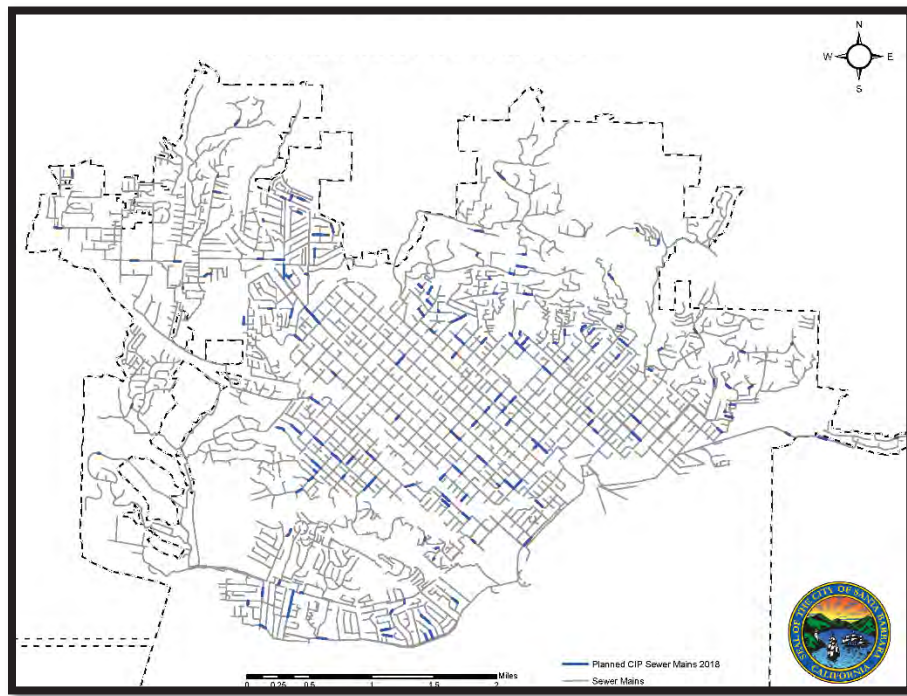 N
W E
S
Miles
0 0.25 0.5 1 1.5 2
Planned CIP Sewer Mains 2018
Sewer Mains
SEAL OF THE CITY OF SANTA BARBARA
CALIFORNIA